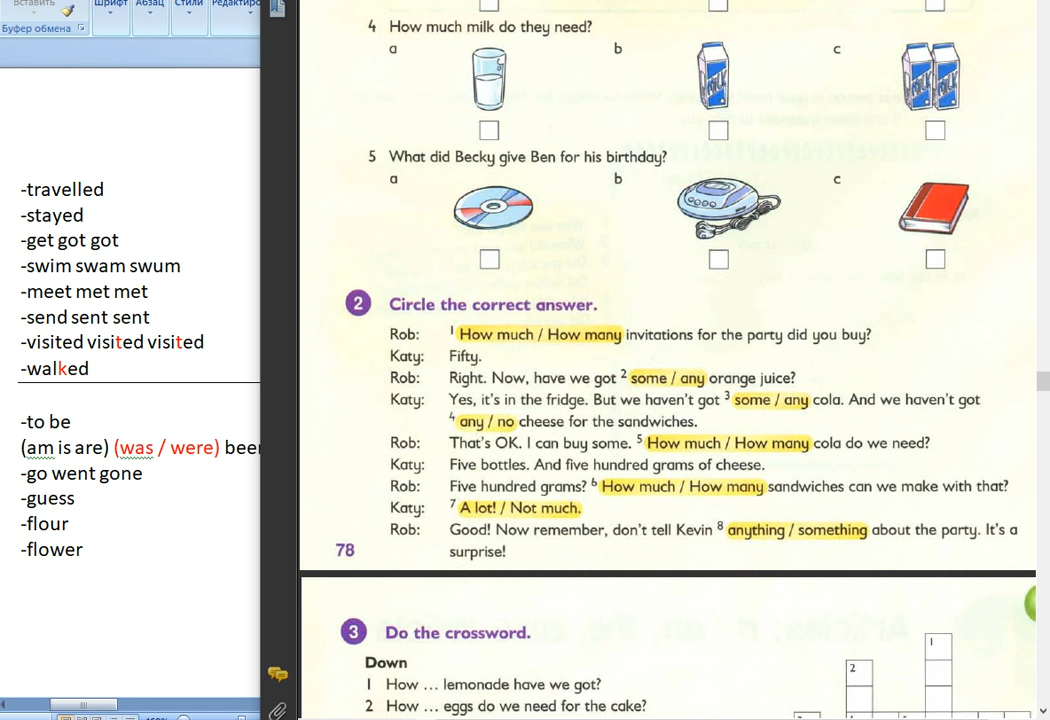 Вставить
Шрифт Абзац Стили
Буфер обмена
-travelled
-stayed
-get got got
-swim swam swum
-meet met met
-send sent sent
-visited visited visited
-walked
-to be
(am is are) (was / were) been
-go went gone
-guess
-flour
-flower
4 How much milk do they need?
a b c
MILK MILK MILK
5 What did Becky give Ben for his birthday?
a b c
2 Circle the correct answer.
Rob: 1 How much / How many invitations for the party did you buy?
Katy: Fifty.
Rob: Right. Now, have we got 2 some / any orange juice?
Katy: Yes, it's in the fridge. But we haven't got 3 some / any cola. And we haven't got
4 any / no cheese for the sandwiches.
Rob: That's OK. I can buy some. 5 How much / How many cola do we need?
Katy: Five bottles. And five hundred grams of cheese.
Rob: Five hundred grams? 6 How much / How many sandwiches can we make with that?
Katy: 7 A lot! / Not much.
Rob: Good! Now remember, don't tell Kevin 8 anything / something about the party. It's a
surprise!
78
3 Do the crossword.
Down
1 How … lemonade have we got?
2 How … eggs do we need for the cake?
1
2